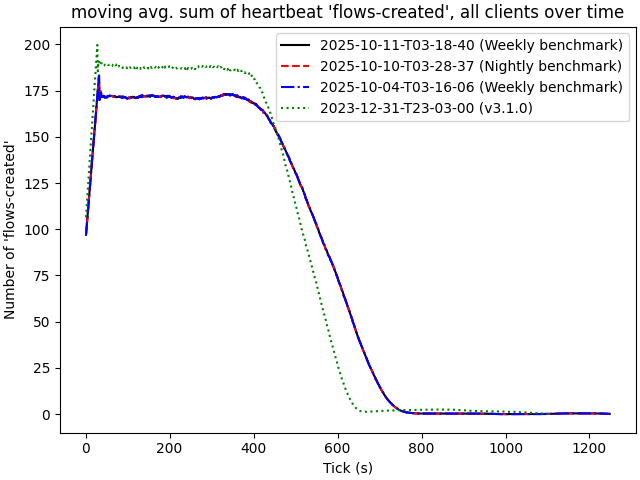 moving avg. sum of heartbeat 'flows-created', all clients over time
2025-10-11-T03-18-40 (Weekly benchmark)
2025-10-10-T03-28-37 (Nightly benchmark)
2025-10-04-T03-16-06 (Weekly benchmark)
2023-12-31-T23-03-00 (v3.1.0)
Number of 'flows-created'
200
175
150
125
100
75
50
25
0
0 200 400 600 800 1000 1200
Tick (s)